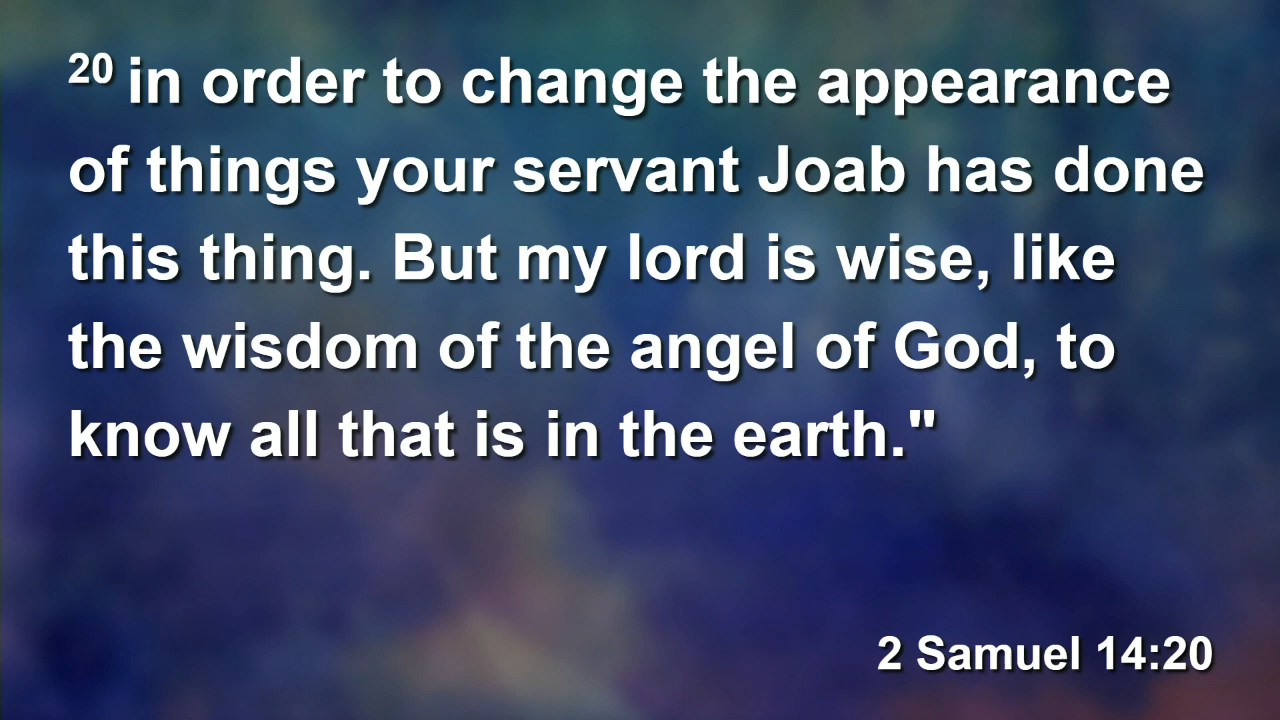 20 in order to change the appearance
of things your servant Joab has done
this thing. But my lord is wise, like
the wisdom of the angel of God, to
know all that is in the earth."
2 Samuel 14:20